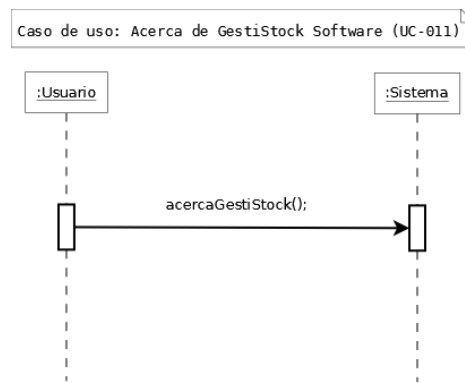 Caso de uso: Acerca de GestiStock Software (UC-011)
:Usuario
:Sistema
acercaGestiStock();